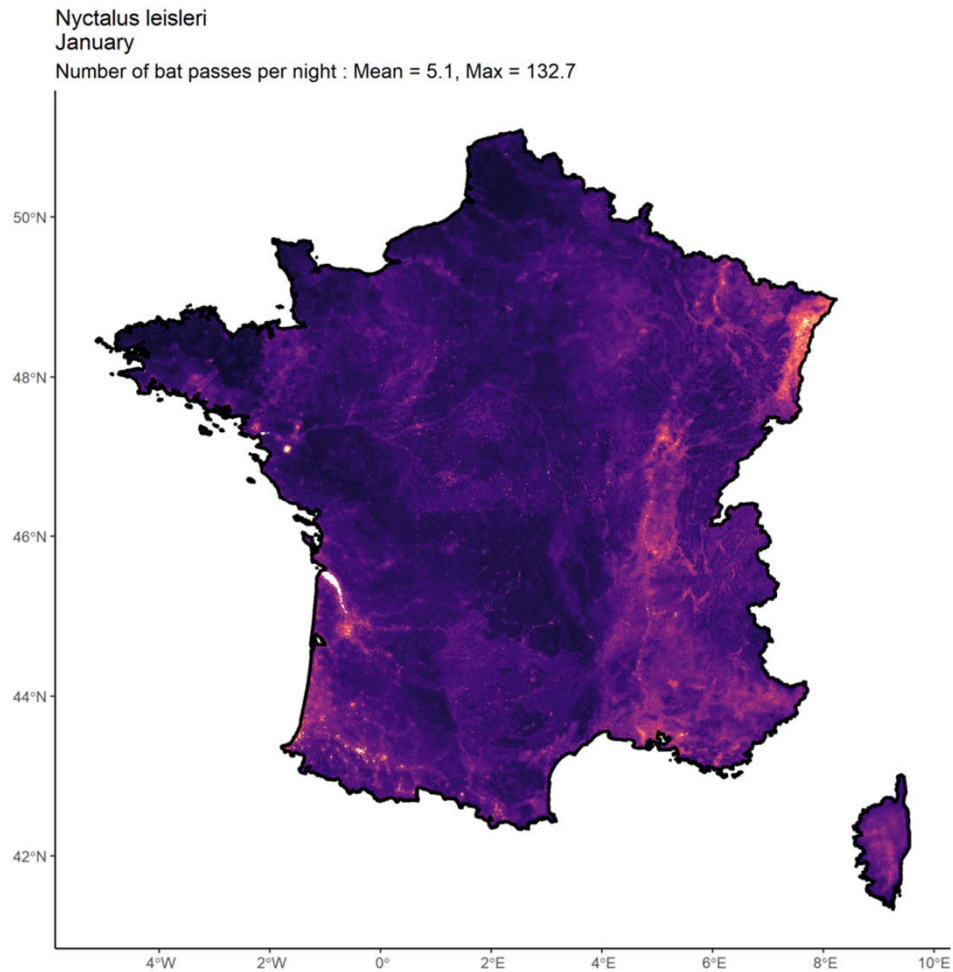 Nyctalus leisleri
January
Number of bat passes per night : Mean = 5.1, Max = 132.7
50°N
48°N
46°N
44°N
42°N
4°W 2°W 0° 2°E 4°E 6°E 8°E 10°E